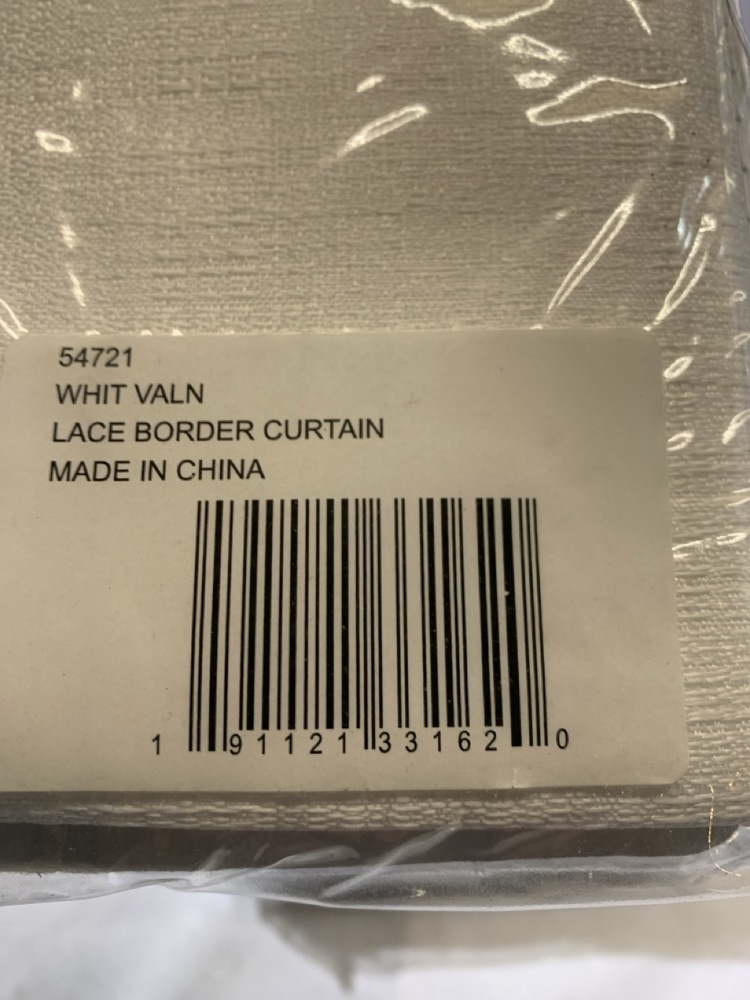 54721
WHIT VALN
LACE BORDER CURTAIN
MADE IN CHINA
1 91121 33162 0